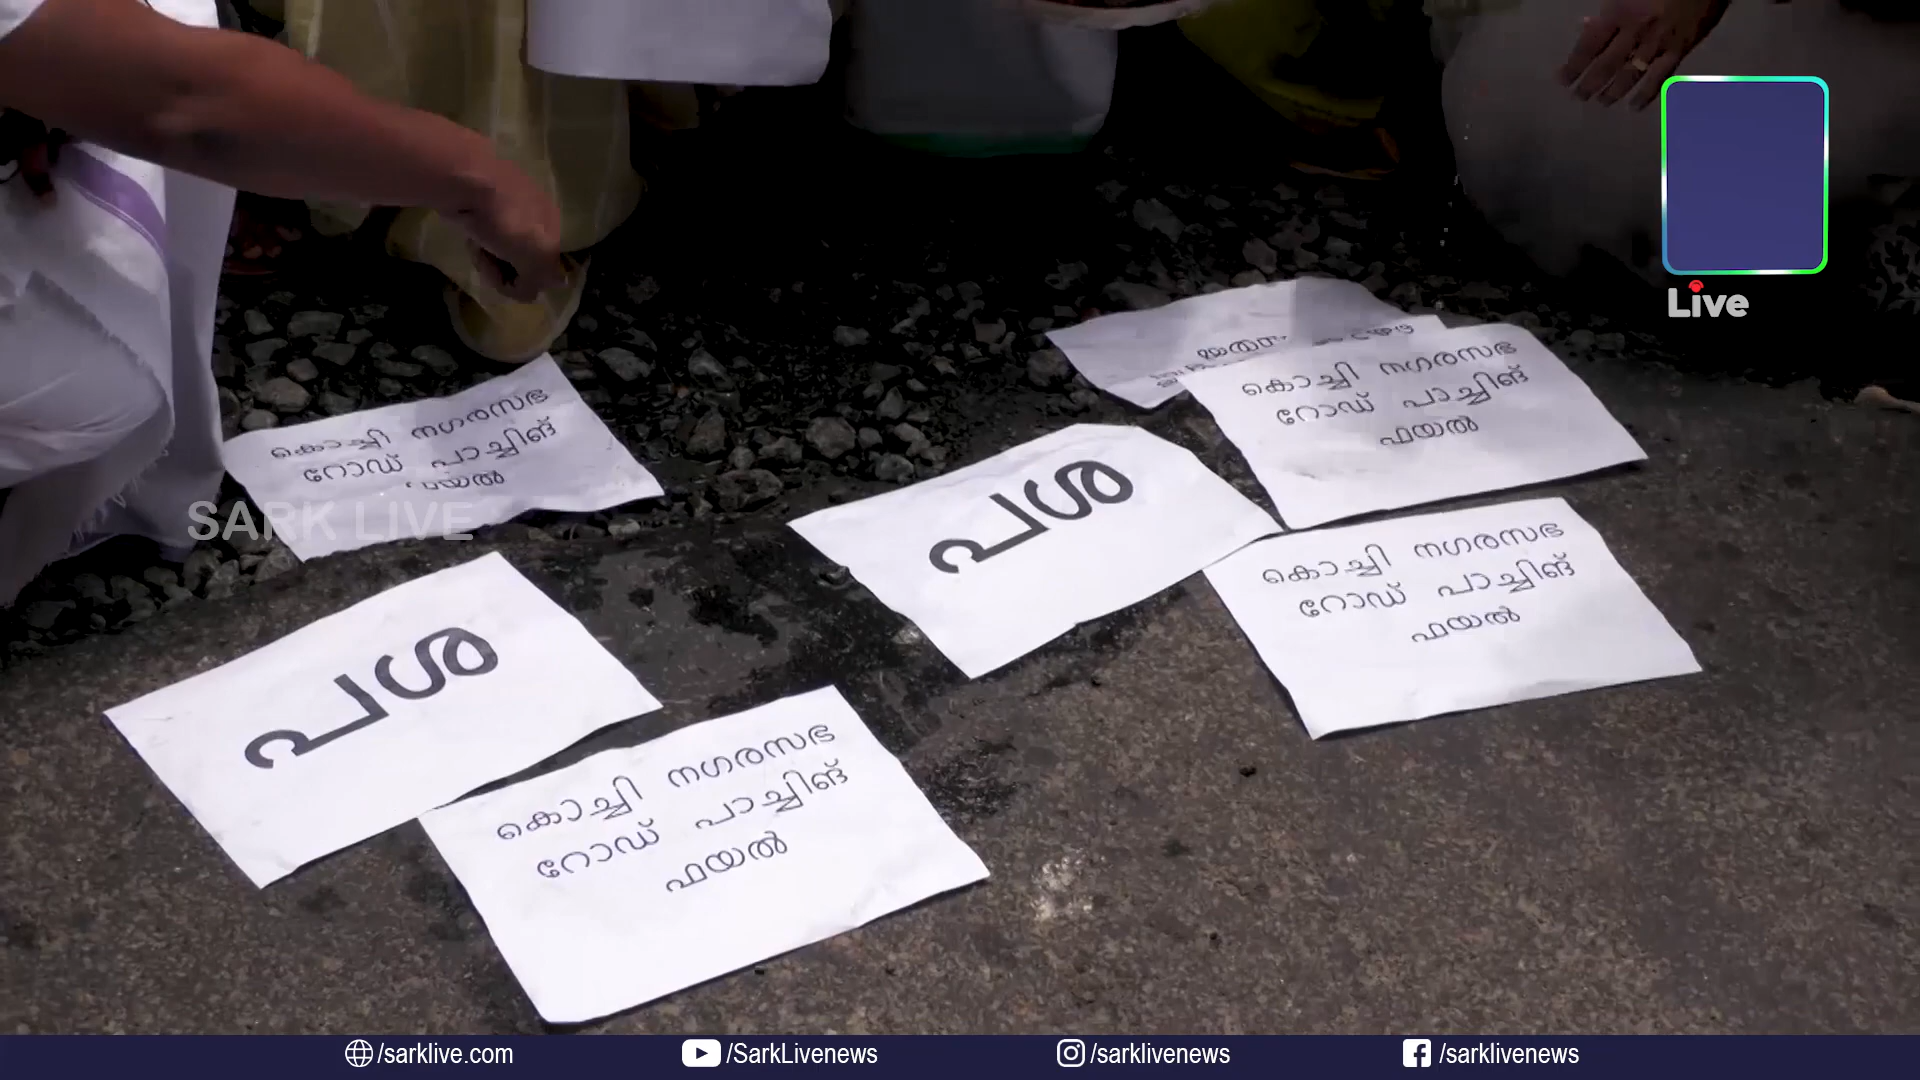 Live
കൊച്ചി നഗരസഭ
റോഡ് പാച്ചിങ്
ഫയൽ
കൊച്ചി നഗരസഭ
റോഡ് പാച്ചിങ്
ഫയൽ
പശ
SARK LIVE
കൊച്ചി നഗരസഭ
റോഡ് പാച്ചിങ്
ഫയൽ
പശ
കൊച്ചി നഗരസഭ
റോഡ് പാച്ചിങ്
ഫയൽ
/sarklive.com
/SarkLivenews
/sarklivenews
/sarklivenews